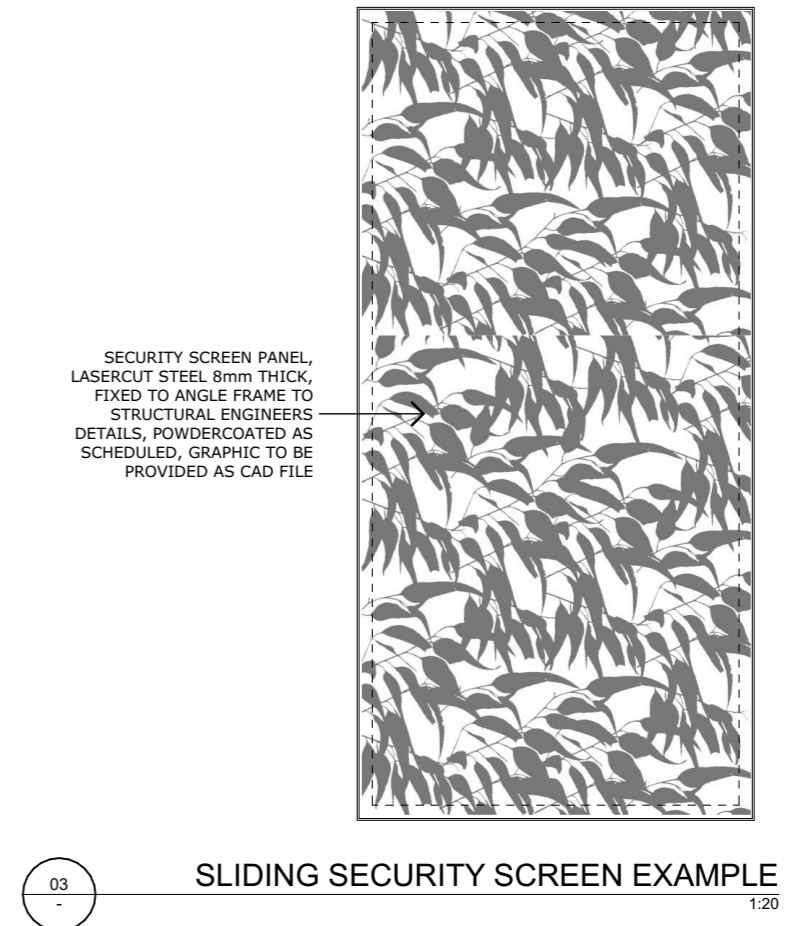 SECURITY SCREEN PANEL,
LASERCUT STEEL 8mm THICK,
FIXED TO ANGLE FRAME TO
STRUCTURAL ENGINEERS
DETAILS, POWDERCOATED AS
SCHEDULED, GRAPHIC TO BE
PROVIDED AS CAD FILE
03
-
SLIDING SECURITY SCREEN EXAMPLE
1:20